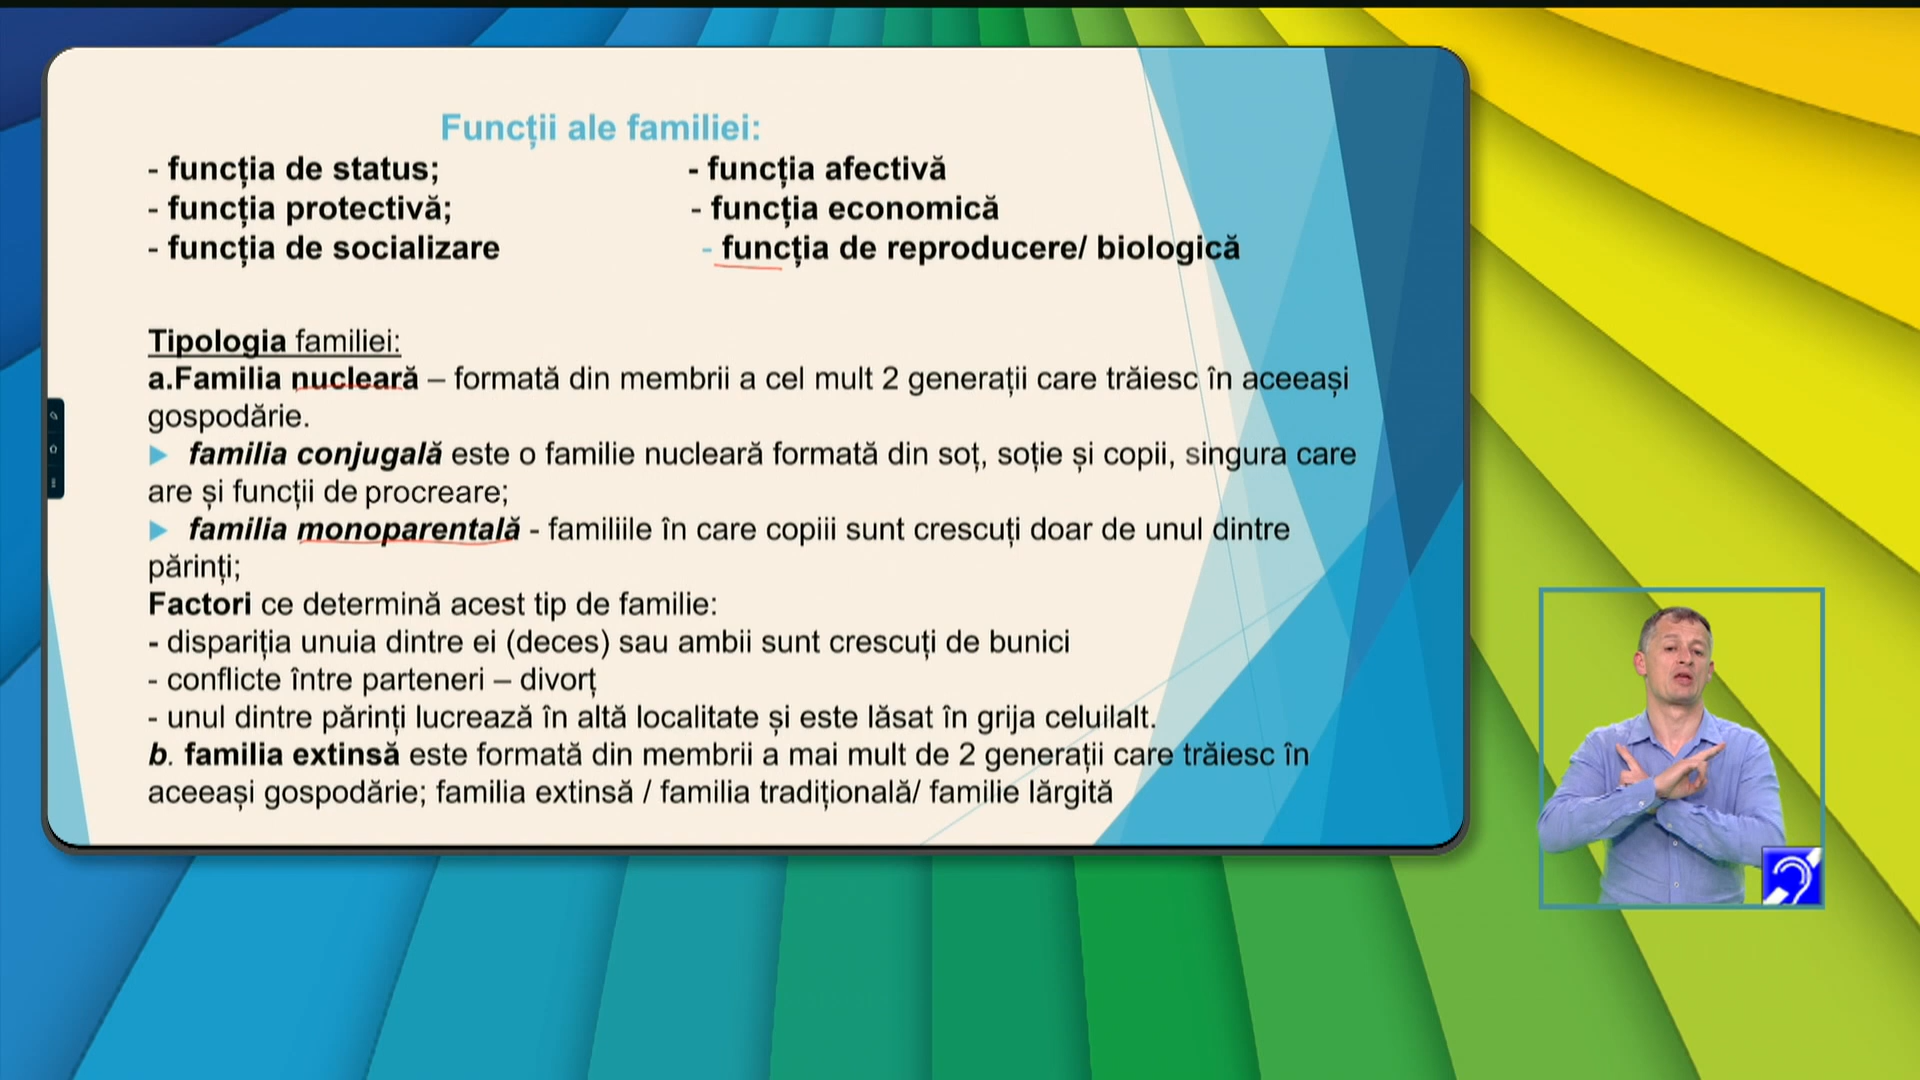 Funcții ale familiei:
- funcția de status; - funcția afectivă
- funcția protectivă; - funcția economică
- funcția de socializare - funcția de reproducere/ biologică
Tipologia familiei:
a.Familia nucleară – formată din membrii a cel mult 2 generații care trăiesc în aceeași
gospodărie.
familia conjugală este o familie nucleară formată din soț, soție și copii, singura care
are și funcții de procreare;
familia monoparentală - familiile în care copiii sunt crescuți doar de unul dintre
părinți;
Factori ce determină acest tip de familie:
- dispariția unuia dintre ei (deces) sau ambii sunt crescuți de bunici
- conflicte între parteneri – divorț
- unul dintre părinți lucrează în altă localitate și este lăsat în grija celuilalt.
b. familia extinsă este formată din membrii a mai mult de 2 generații care trăiesc în
aceeași gospodărie; familia extinsă / familia tradițională/ familie lărgită